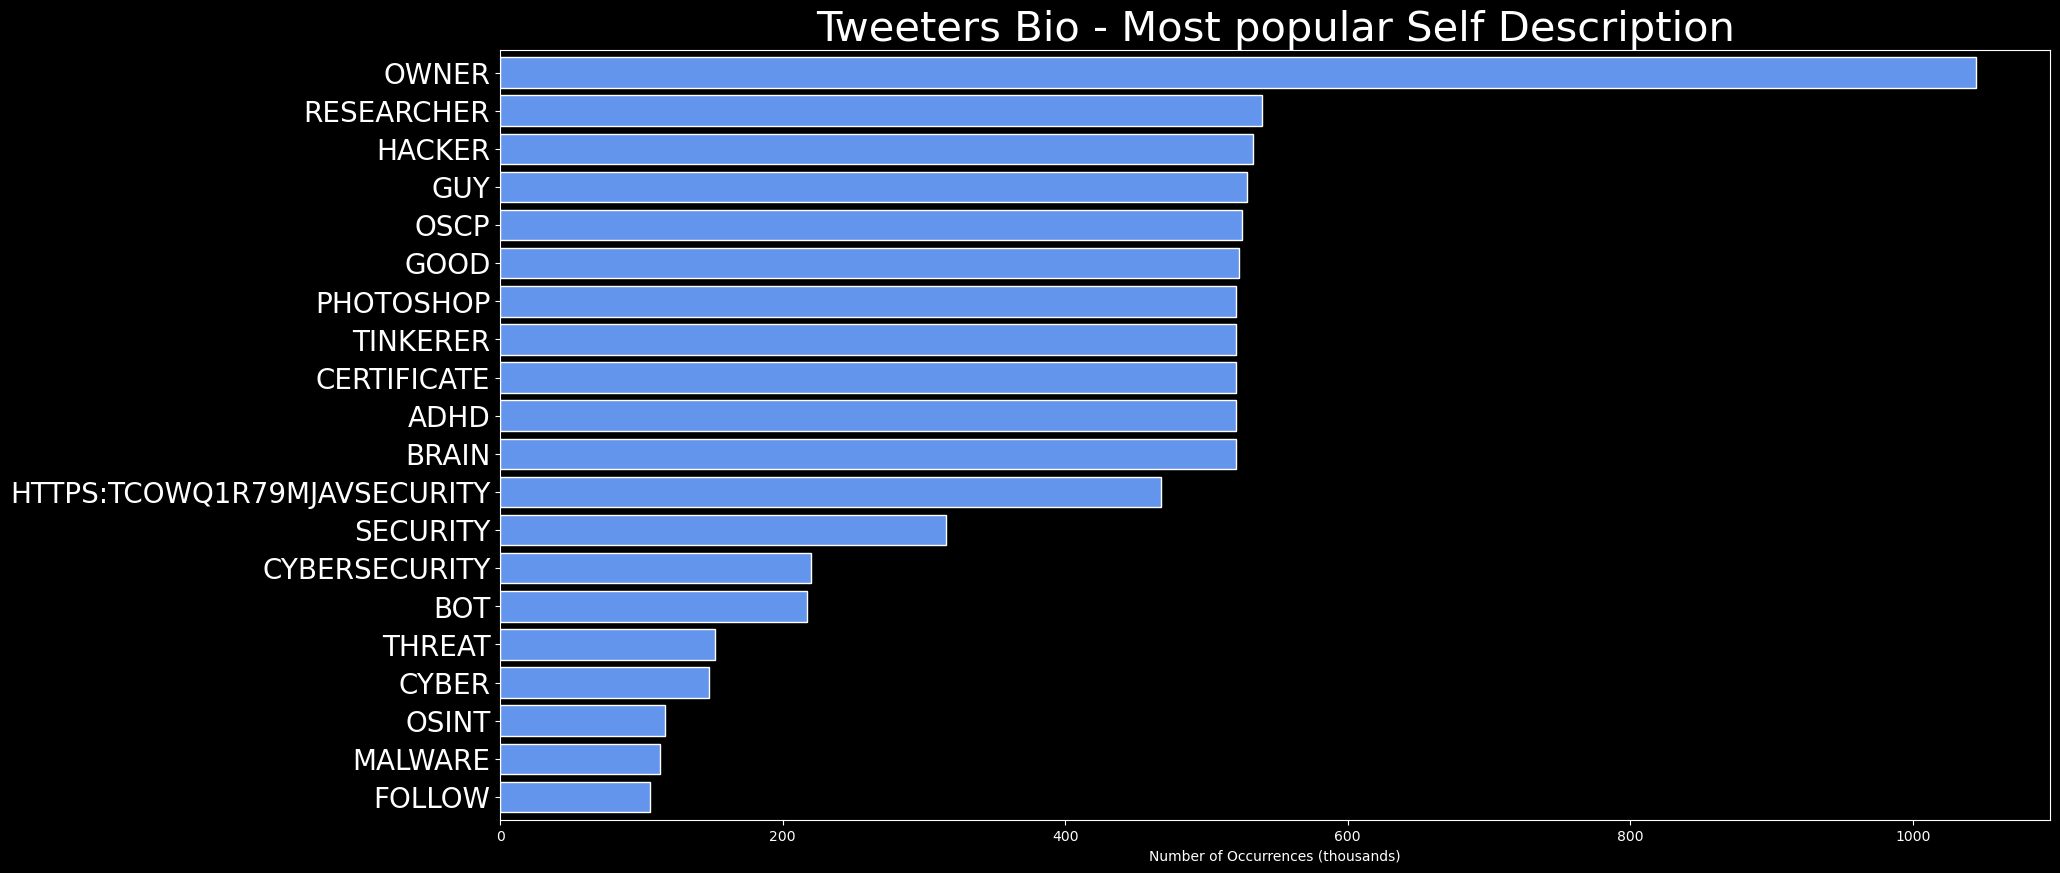 Tweeters Bio - Most popular Self Description
OWNER
RESEARCHER
HACKER
GUY
OSCP
GOOD
PHOTOSHOP
TINKERER
CERTIFICATE
ADHD
BRAIN
HTTPS:TCOWQ1R79MJAVSECURITY
SECURITY
CYBERSECURITY
BOT
THREAT
CYBER
OSINT
MALWARE
FOLLOW
0 200 400 600 800 1000
Number of Occurrences (thousands)